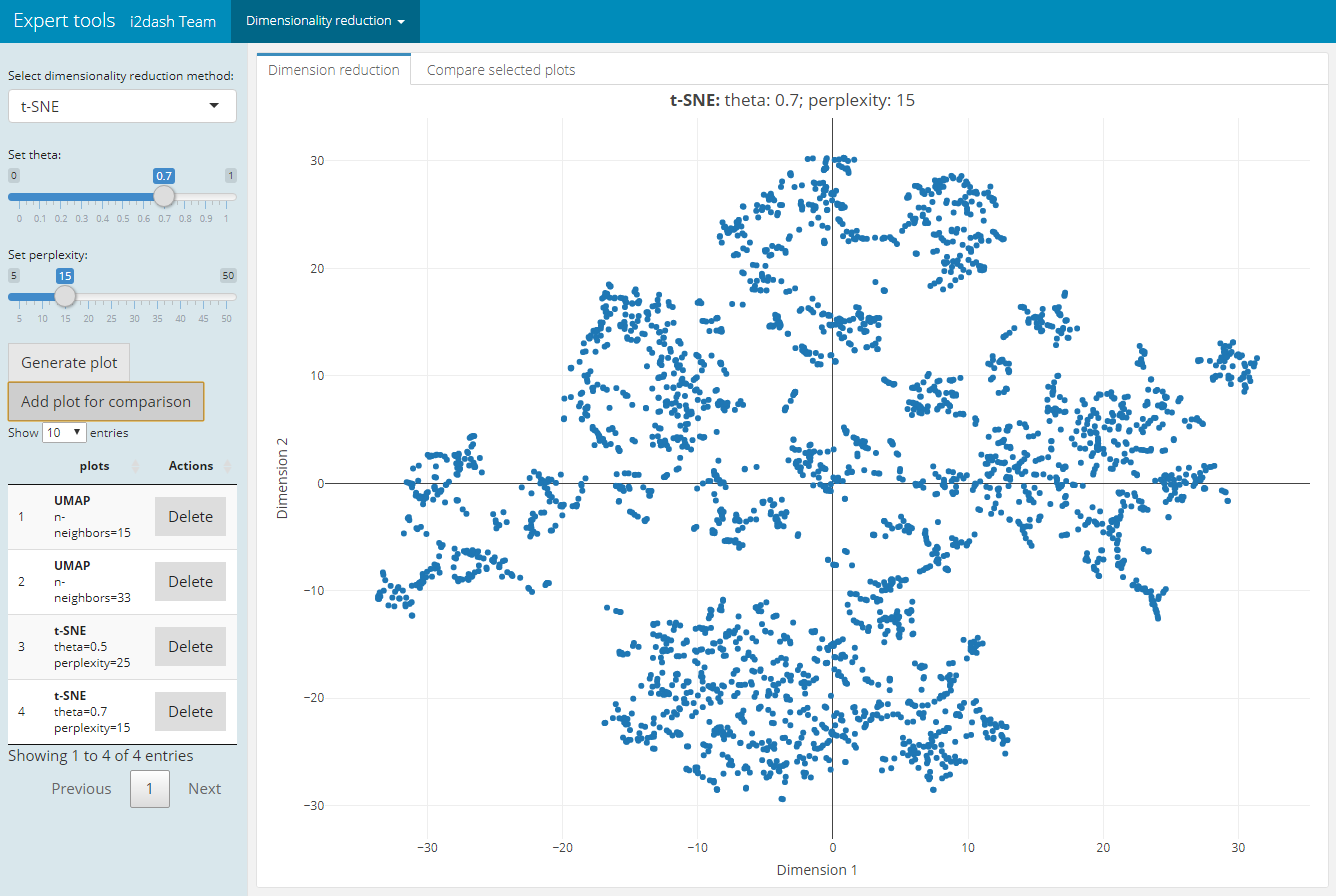 Expert tools i2dash Team Dimensionality reduction
Select dimensionality reduction method:
t-SNE
Set theta:
0 0.7 1
0 0.1 0.2 0.3 0.4 0.5 0.6 0.7 0.8 0.9 1
Set perplexity:
5 15 50
5 10 15 20 25 30 35 40 45 50
Generate plot
Add plot for comparison
Show 10 entries
plots Actions
1 UMAP
n-
neighbors=15
Delete
2 UMAP
n-
neighbors=33
Delete
3 t-SNE
theta=0.5
perplexity=25
Delete
4 t-SNE
theta=0.7
perplexity=15
Delete
Showing 1 to 4 of 4 entries
Previous 1 Next
Dimension reduction Compare selected plots
t-SNE: theta: 0.7; perplexity: 15
30
20
10
0
−10
−20
−30
Dimension 2
−30 −20 −10 0 10 20 30
Dimension 1